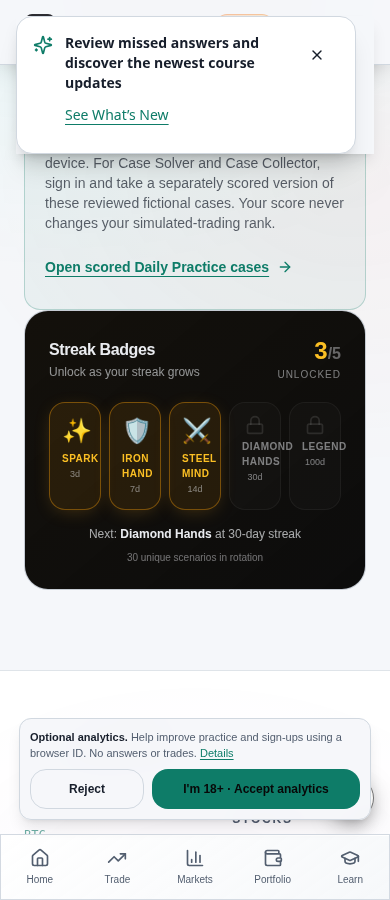 Review missed answers and
discover the newest course
updates
See What's New
device. For Case Solver and Case Collector,
sign in and take a separately scored version of
these reviewed fictional cases. Your score never
changes your simulated-trading rank.
Open scored Daily Practice cases
Streak Badges
3/5
Unlock as your streak grows
UNLOCKED
SPARK
3d
IRON
HAND
7d
STEEL
MIND
14d
DIAMOND
HANDS
30d
LEGEND
100d
Next: Diamond Hands at 30-day streak
30 unique scenarios in rotation
Optional analytics. Help improve practice and sign-ups using a
browser ID. No answers or trades. Details
Reject
I'm 18+ · Accept analytics
STOCKS
Home
Trade
Markets
Portfolio
Learn